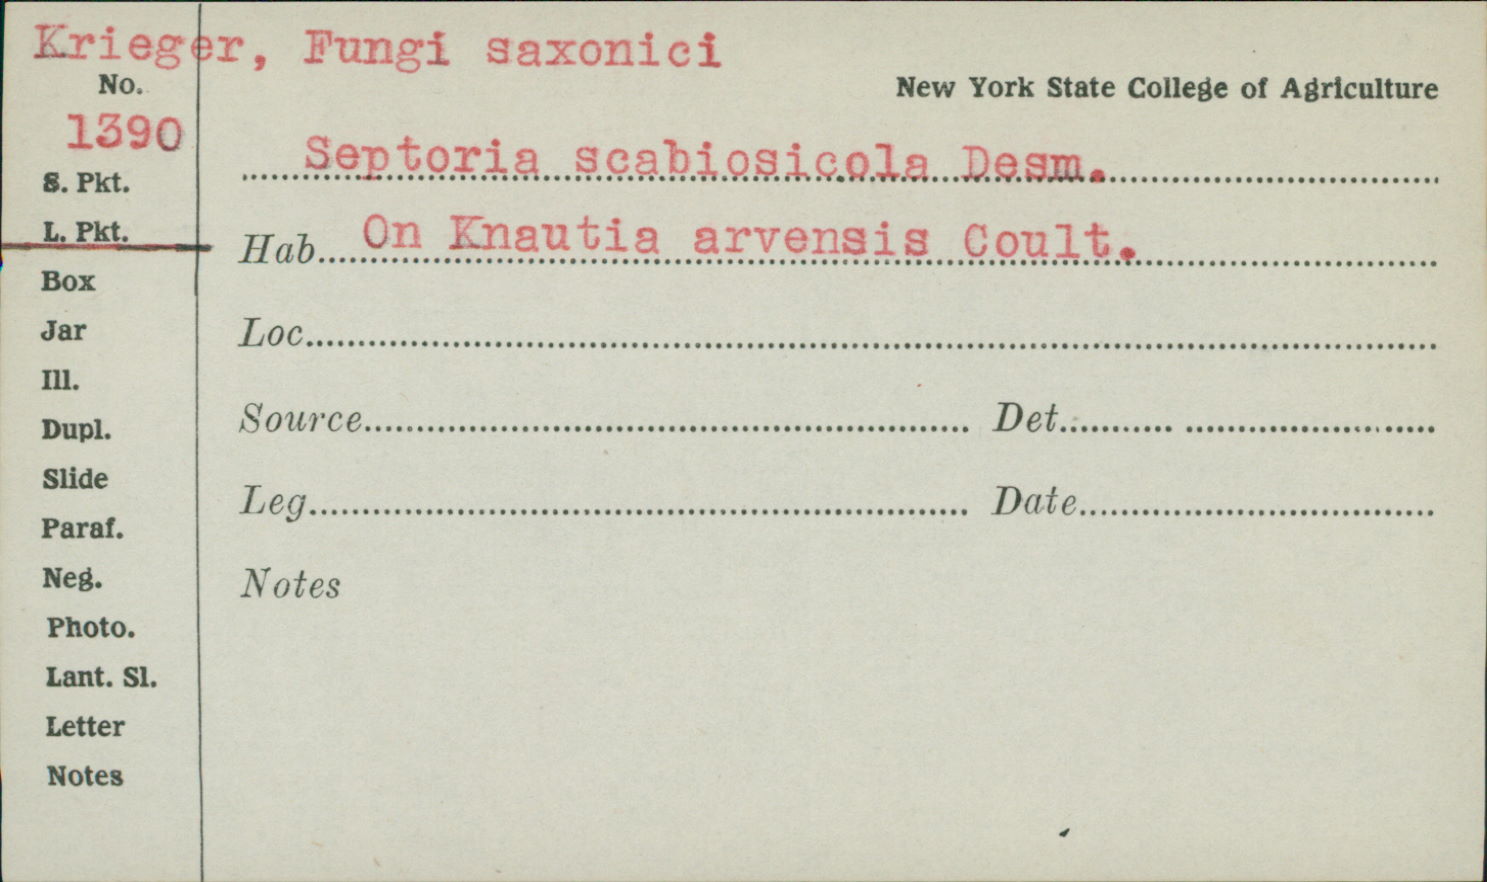 Krieger, Fungi saxonici
No.
New York State College of Agriculture
1390
Septoria scabiosicola Desm.
S. Pkt.
L. Pkt.
Hab. On Knautia arvensis Coult.
Box
Jar
Loc.
Ill.
Dupl.
Source Det.
Slide
Leg. Date
Paraf.
Neg.
Notes
Photo.
Lant. Sl.
Letter
Notes